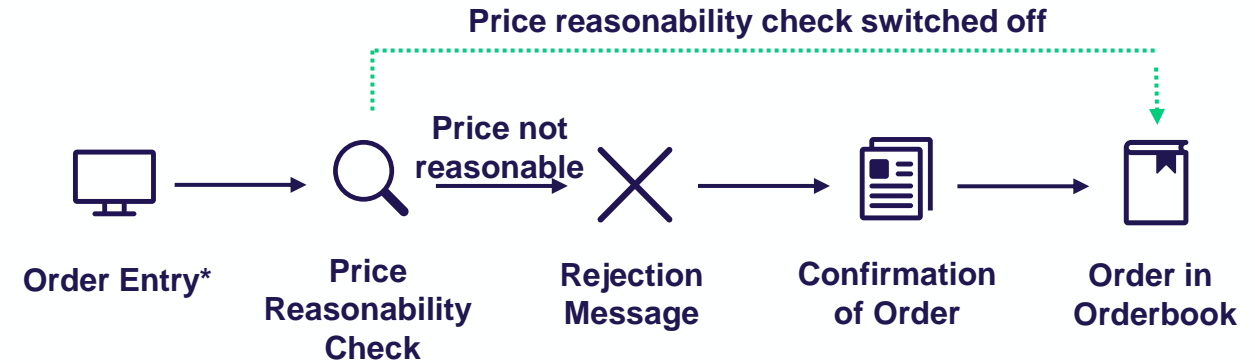 Price reasonability check switched off
Price not
reasonable
Order Entry*
Price
Reasonability
Check
Rejection
Message
Confirmation
of Order
Order in
Orderbook